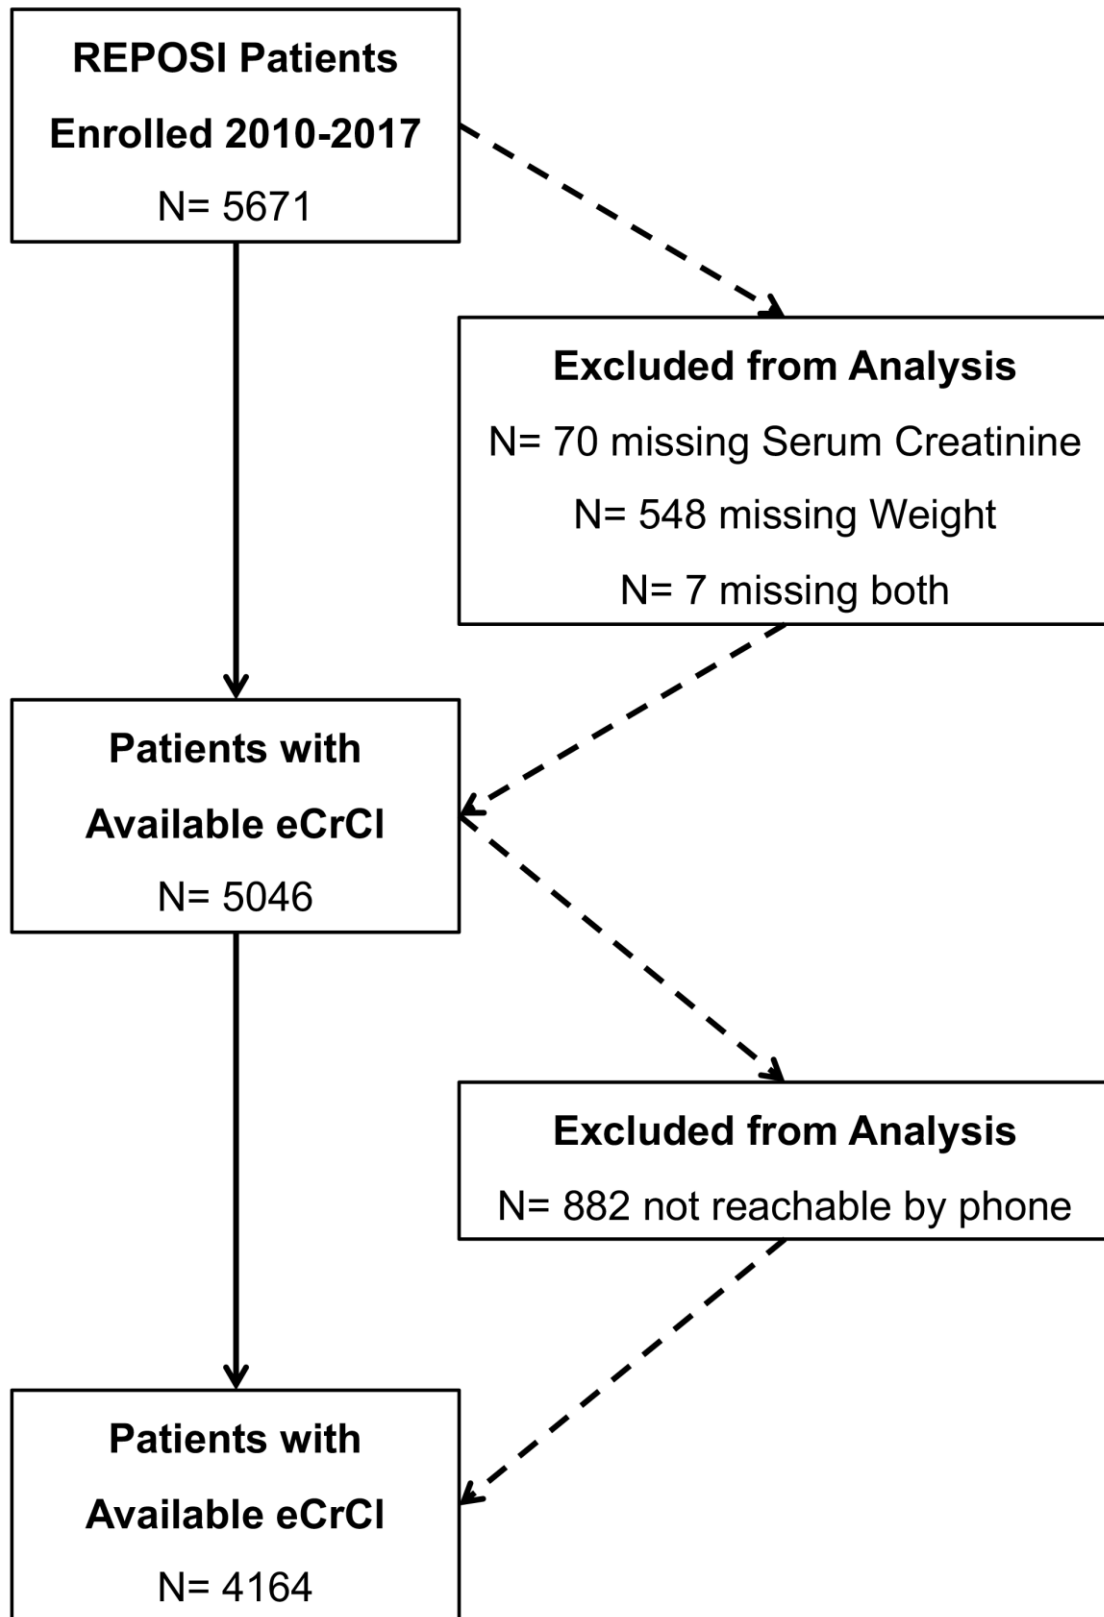 REPOSI Patients
Enrolled 2010-2017
N= 5671
Excluded from Analysis
N= 70 missing Serum Creatinine
N= 548 missing Weight
N= 7 missing both
Patients with
Available eCrCl
N= 5046
Excluded from Analysis
N= 882 not reachable by phone
Patients with
Available eCrCl
N= 4164